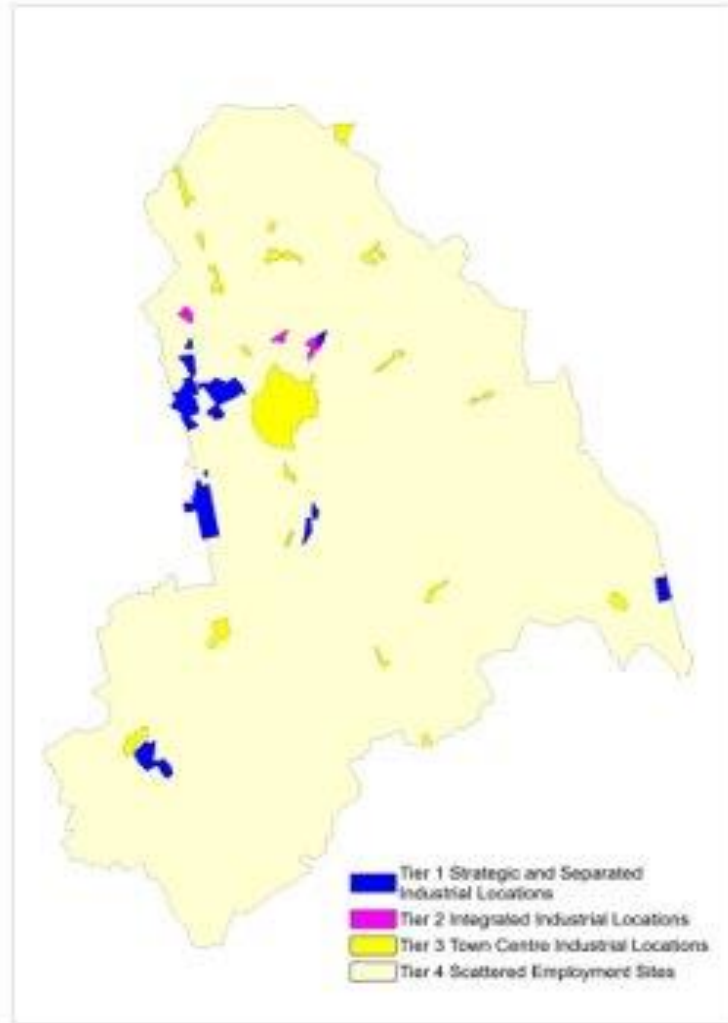 Tier 1 Strategic and Separated
Industrial Locations
Tier 2 Integrated Industrial Locations
Tier 3 Town Centre Industrial Locations
Tier 4 Scattered Employment Sites